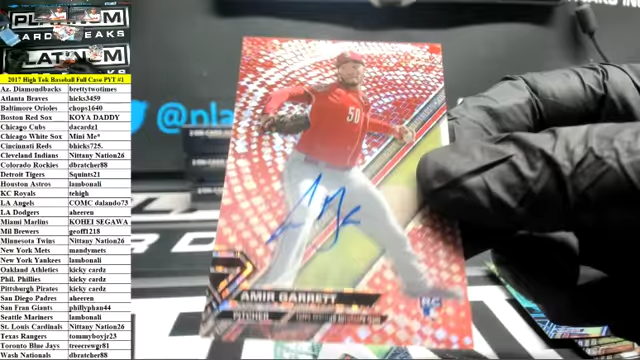 PLATINUM
PLATINUM
2017 High Tek Baseball Full Case PYT #1
Az. Diamondbacks brettytwotimes
Atlanta Braves hicks3459
Baltimore Orioles chops1640
Boston Red Sox KOYA DADDY
Chicago Cubs dacardz1
Chicago White Sox Mini Me*
Cincinnati Reds bhicks725.
Cleveland Indians Nittany Nation26
Colorado Rockies dbratcher88
Detroit Tigers Squints21
Houston Astros lambonali
KC Royals tehigh
LA Angels COMC dalando73
LA Dodgers aheeren
Miami Marlins KOHEI SEGAWA
Mil Brewers geoff1218
Minnesota Twins Nittany Nation26
New York Mets mandymets
New York Yankees lambonali
Oakland Athletics kicky cardz
Phil. Phillies kicky cardz
Pittsburgh Pirates kicky cardz
San Diego Padres aheeren
San Fran Giants phillyphan44
Seattle Mariners lambonali
St. Louis Cardinals Nittany Nation26
Texas Rangers tommyboyjr23
Toronto Blue Jays treecrewgr81
Wash Nationals dbratcher88
@pla
50
AMIR GARRETT
PITCHER
RC